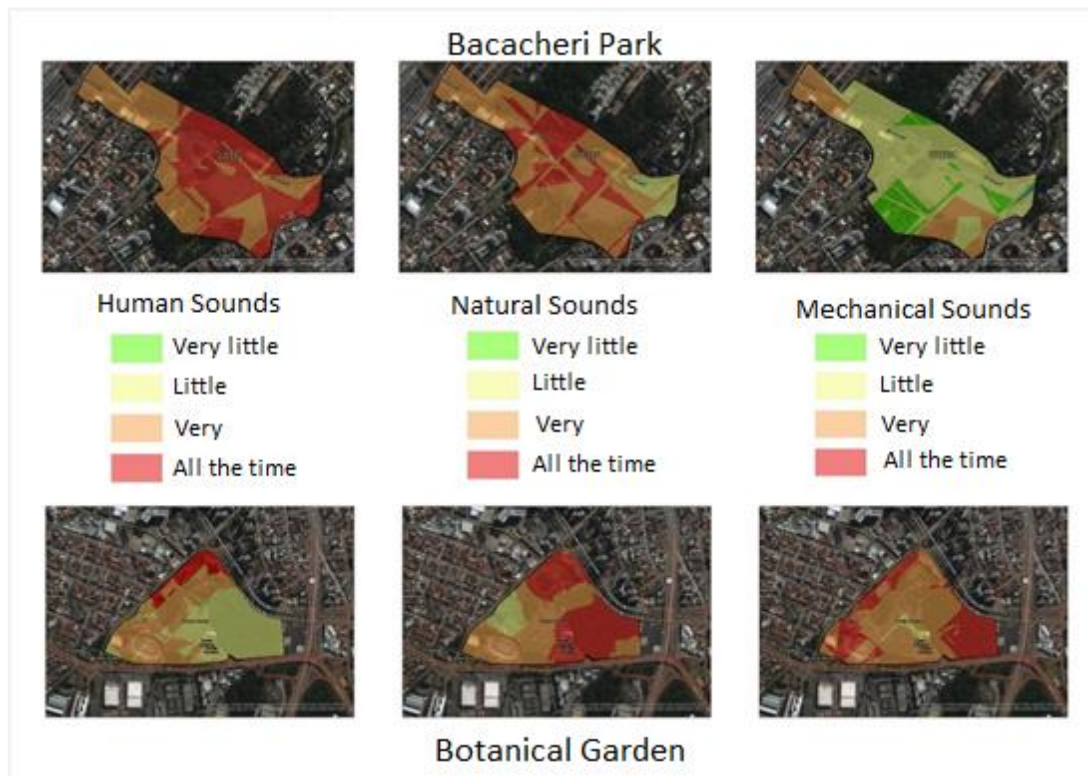 Bacacheri Park
Human Sounds
Very little
Little
Very
All the time
Natural Sounds
Very little
Little
Very
All the time
Mechanical Sounds
Very little
Little
Very
All the time
Botanical Garden